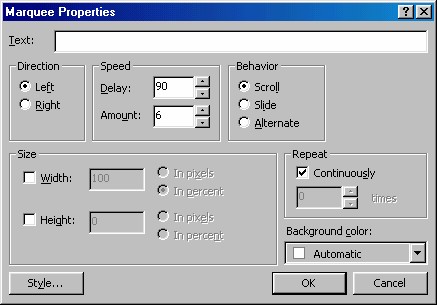 Marquee Properties
Text:
Direction
Left
Right
Speed
Delay: 90
Amount: 6
Behavior
Scroll
Slide
Alternate
Size
Width: 100
In pixels
In percent
Height: 0
In pixels
In percent
Repeat
Continuously
0 times
Background color:
Automatic
Style...
OK
Cancel